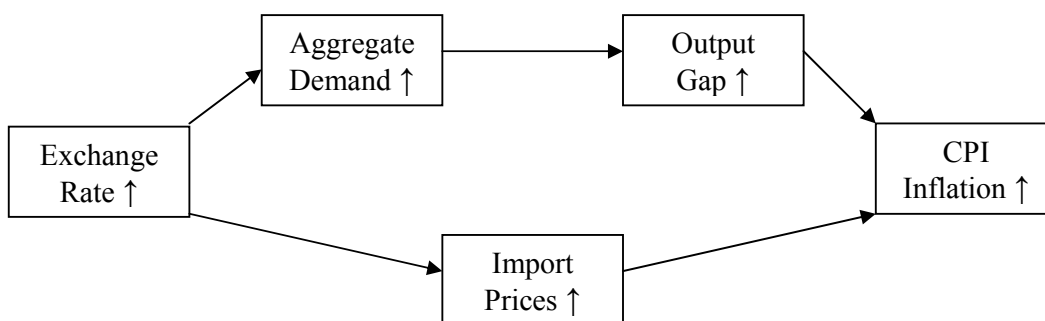 Aggregate
Demand ↑
Output
Gap ↑
Exchange
Rate ↑
CPI
Inflation ↑
Import
Prices ↑